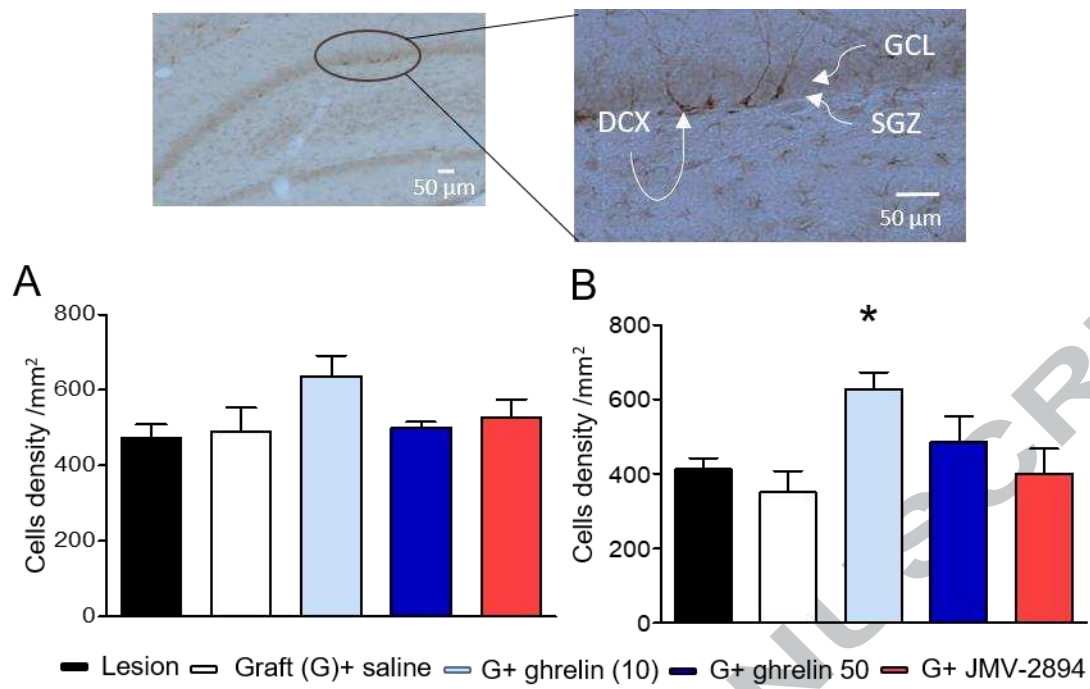 GCL
DCX
SGZ
50 µm
50 µm
A
800
600
400
200
0
Cells density /mm²
B
*
800
600
400
200
0
Cells density /mm²
Lesion Graft (G)+ saline G+ ghrelin (10) G+ ghrelin 50 G+ JMV-2894
NUSCR